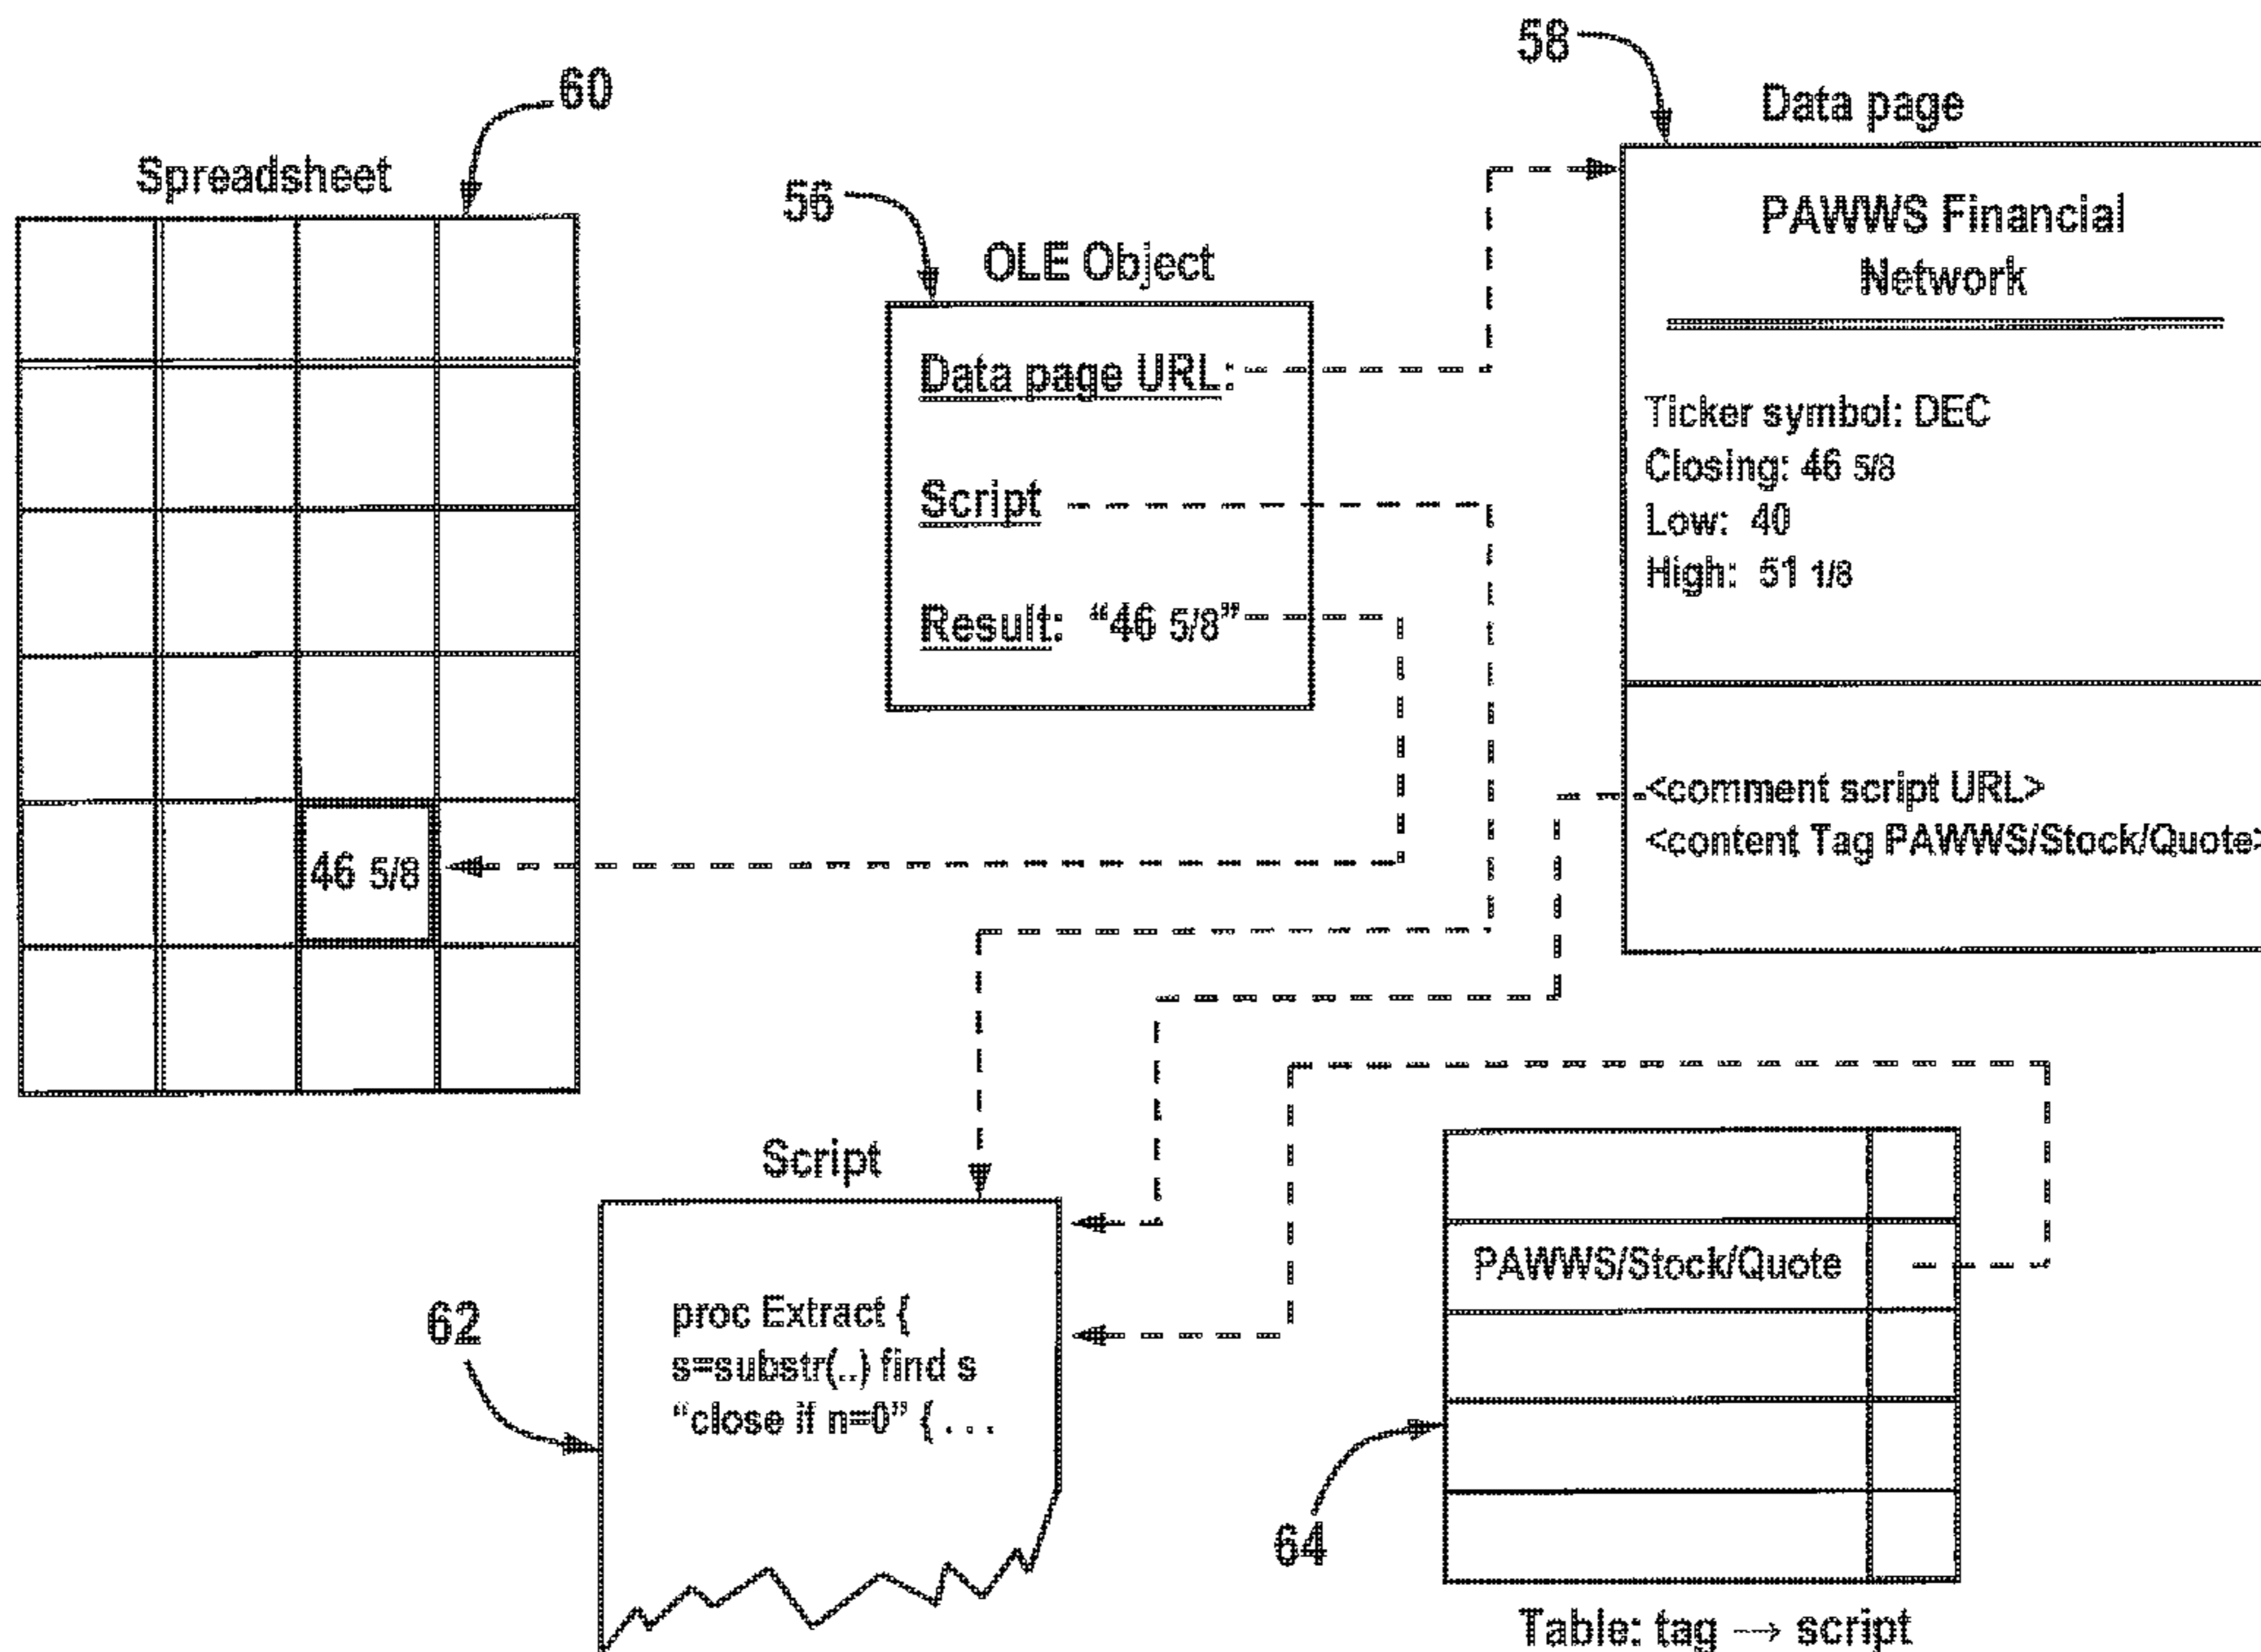 60
Spreadsheet
46 5/8
56
OLE Object
Data page URL:
Script
Result: “46 5/8”
58
Data page
PAWWS Financial
Network
Ticker symbol: DEC
Closing: 46 5/8
Low: 40
High: 51 1/8
<comment script URL>
<content Tag PAWWS/Stock/Quote>
Script
62
proc Extract {
s=substr(..) find s
“close if n=0” { . . .
PAWWS/Stock/Quote
64
Table: tag → script